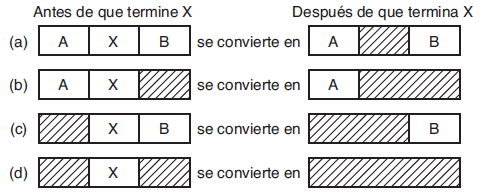 Antes de que termine X Después de que termina X
(a) A X B se convierte en A B
(b) A X se convierte en A
(c) X B se convierte en B
(d) X se convierte en